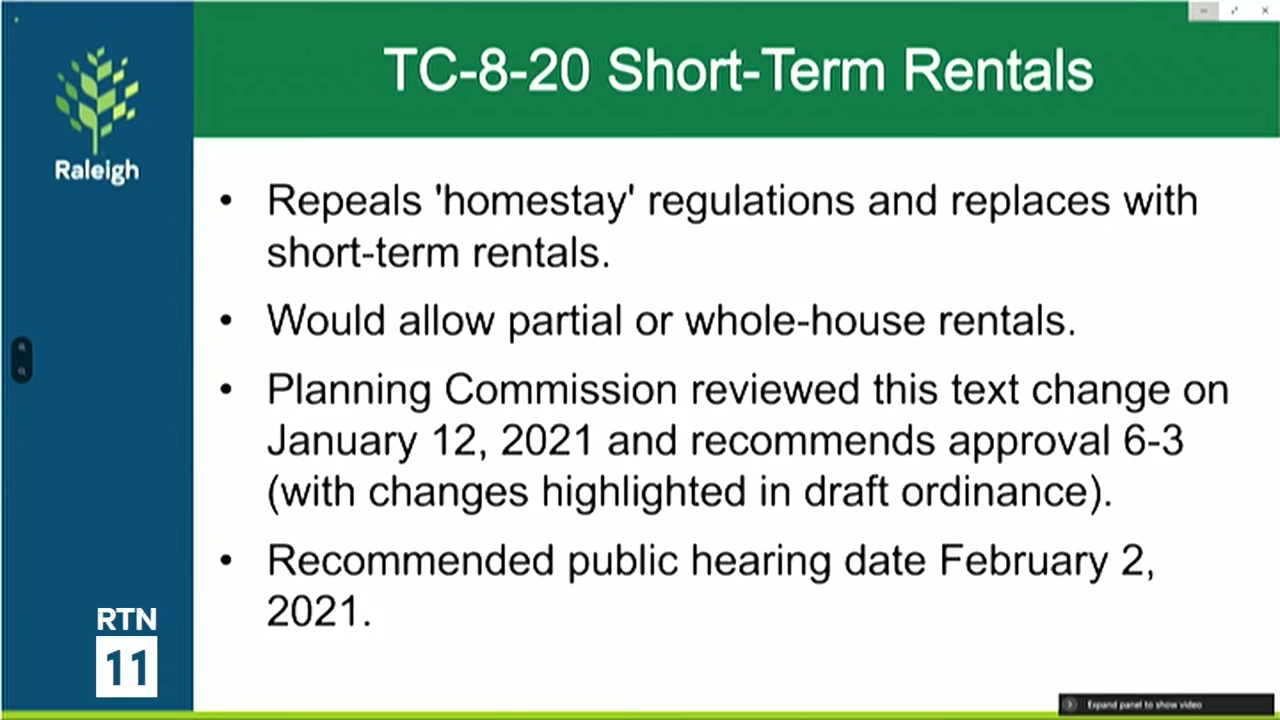 TC-8-20 Short-Term Rentals
Raleigh
• Repeals 'homestay' regulations and replaces with
short-term rentals.
• Would allow partial or whole-house rentals.
• Planning Commission reviewed this text change on
January 12, 2021 and recommends approval 6-3
(with changes highlighted in draft ordinance).
• Recommended public hearing date February 2,
2021.
RTN
11
Expand panel to show video